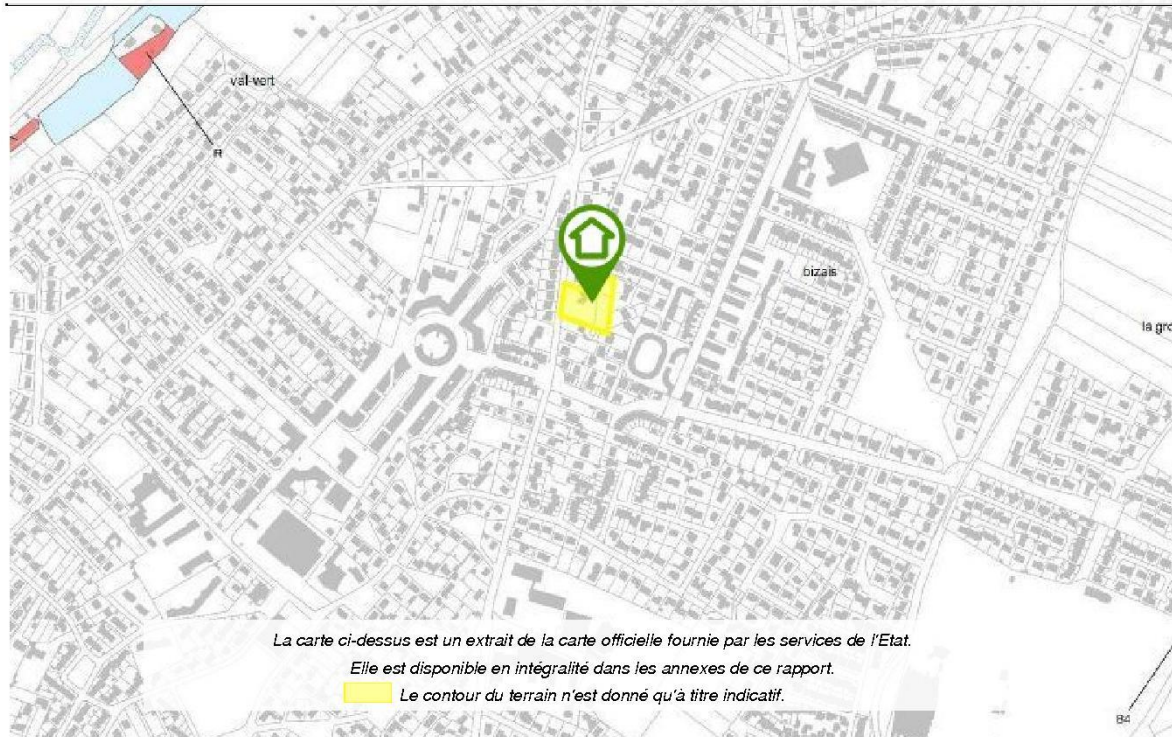 val-vert
R
bizais
la gro
La carte ci-dessus est un extrait de la carte officielle fournie par les services de l'Etat.
Elle est disponible en intégralité dans les annexes de ce rapport.
Le contour du terrain n'est donné qu'à titre indicatif.
B4